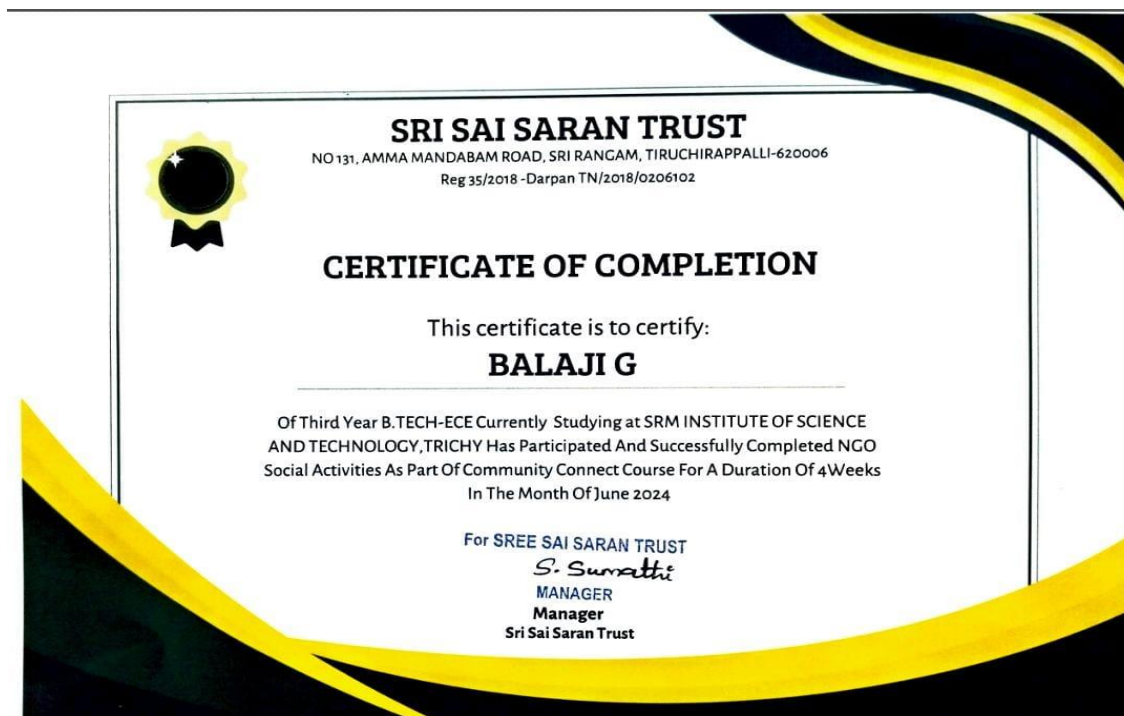 SRI SAI SARAN TRUST
NO 131, AMMA MANDABAM ROAD, SRI RANGAM, TIRUCHIRAPPALLI-620006
Reg 35/2018 -Darpan TN/2018/0206102
CERTIFICATE OF COMPLETION
This certificate is to certify:
BALAJI G
Of Third Year B.TECH-ECE Currently Studying at SRM INSTITUTE OF SCIENCE
AND TECHNOLOGY,TRICHY Has Participated And Successfully Completed NGO
Social Activities As Part Of Community Connect Course For A Duration Of 4Weeks
In The Month Of June 2024
For SREE SAI SARAN TRUST
S. Sumathi
MANAGER
Manager
Sri Sai Saran Trust